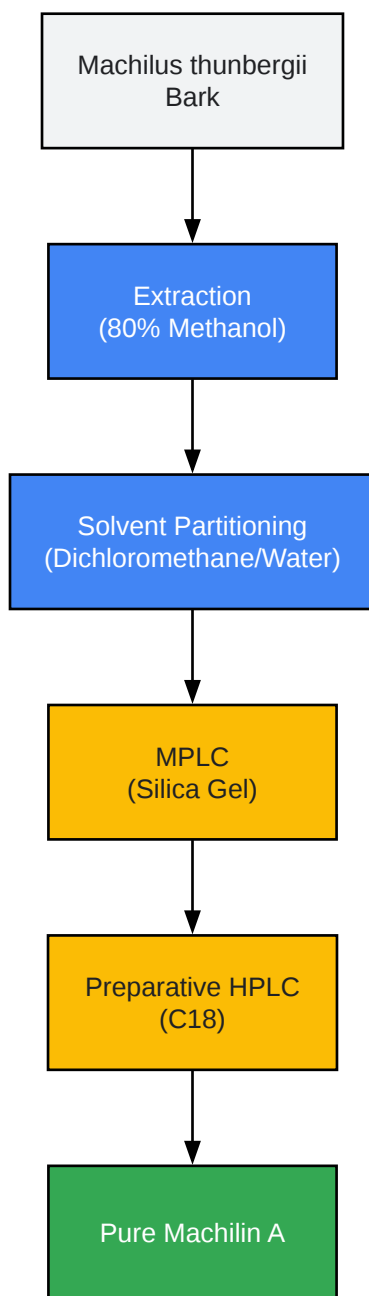 Machilus thunbergii
Bark
Extraction
(80% Methanol)
Solvent Partitioning
(Dichloromethane/Water)
MPLC
(Silica Gel)
Preparative HPLC
(C18)
Pure Machilin A